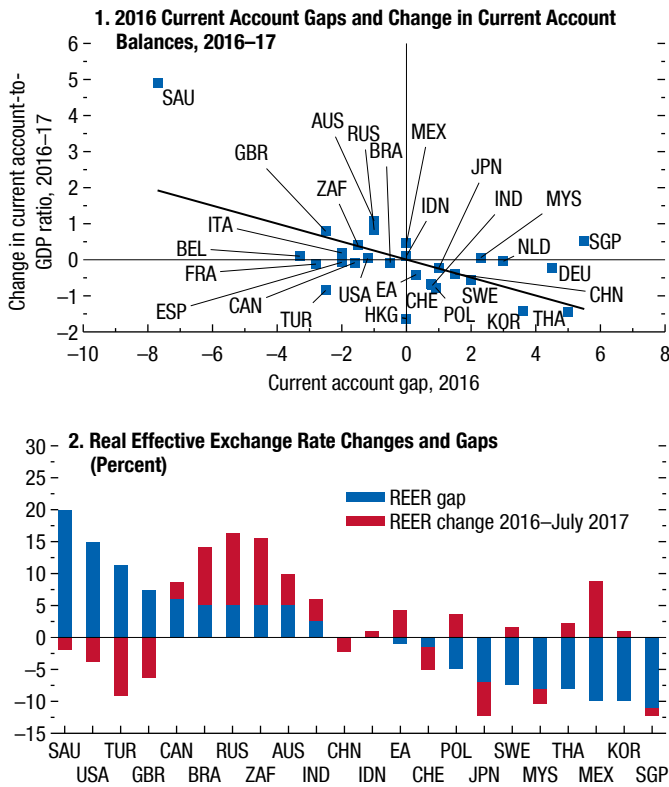 1. 2016 Current Account Gaps and Change in Current Account
Balances, 2016–17
Change in current account-to-
GDP ratio, 2016–17
6
5
4
3
2
1
0
–1
–2
SAU
AUS
RUS
MEX
BRA
GBR
JPN
ZAF
IDN
IND
MYS
ITA
BEL
NLD
SGP
FRA
DEU
ESP
CAN
USA
EA
CHE
SWE
CHN
TUR
HKG
POL
KOR
THA
–10 –8 –6 –4 –2 0 2 4 6 8
Current account gap, 2016
2. Real Effective Exchange Rate Changes and Gaps
(Percent)
REER gap
REER change 2016–July 2017
30
25
20
15
10
5
0
–5
–10
–15
SAU TUR CAN RUS AUS CHN EA POL SWE THA KOR
USA GBR BRA ZAF IND IDN CHE JPN MYS MEX SGP